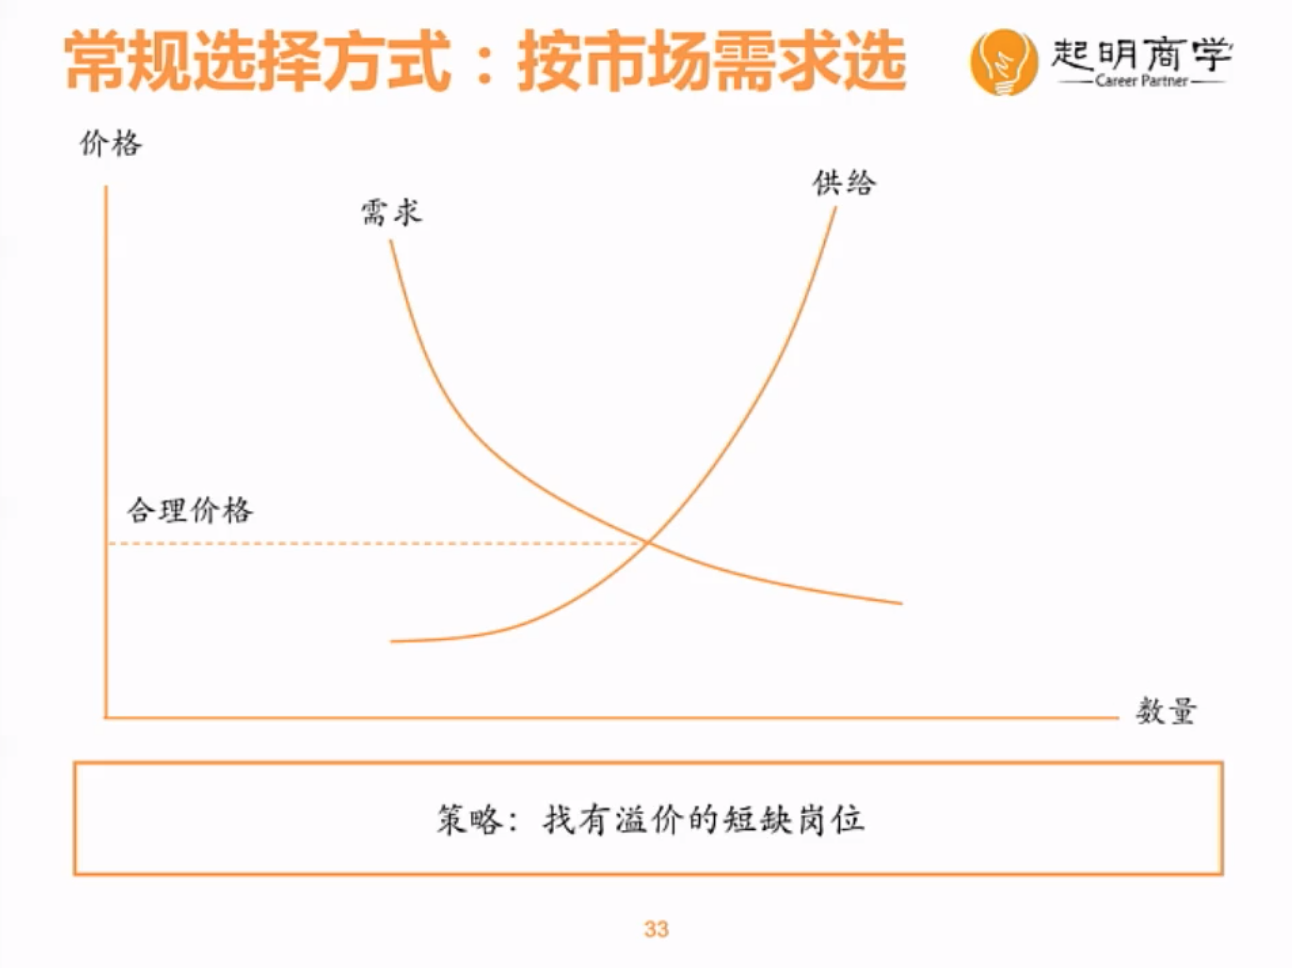 常规选择方式：按市场需求选
起明商学
Career Partner
价格
供给
需求
合理价格
数量
策略：找有溢价的短缺岗位
33